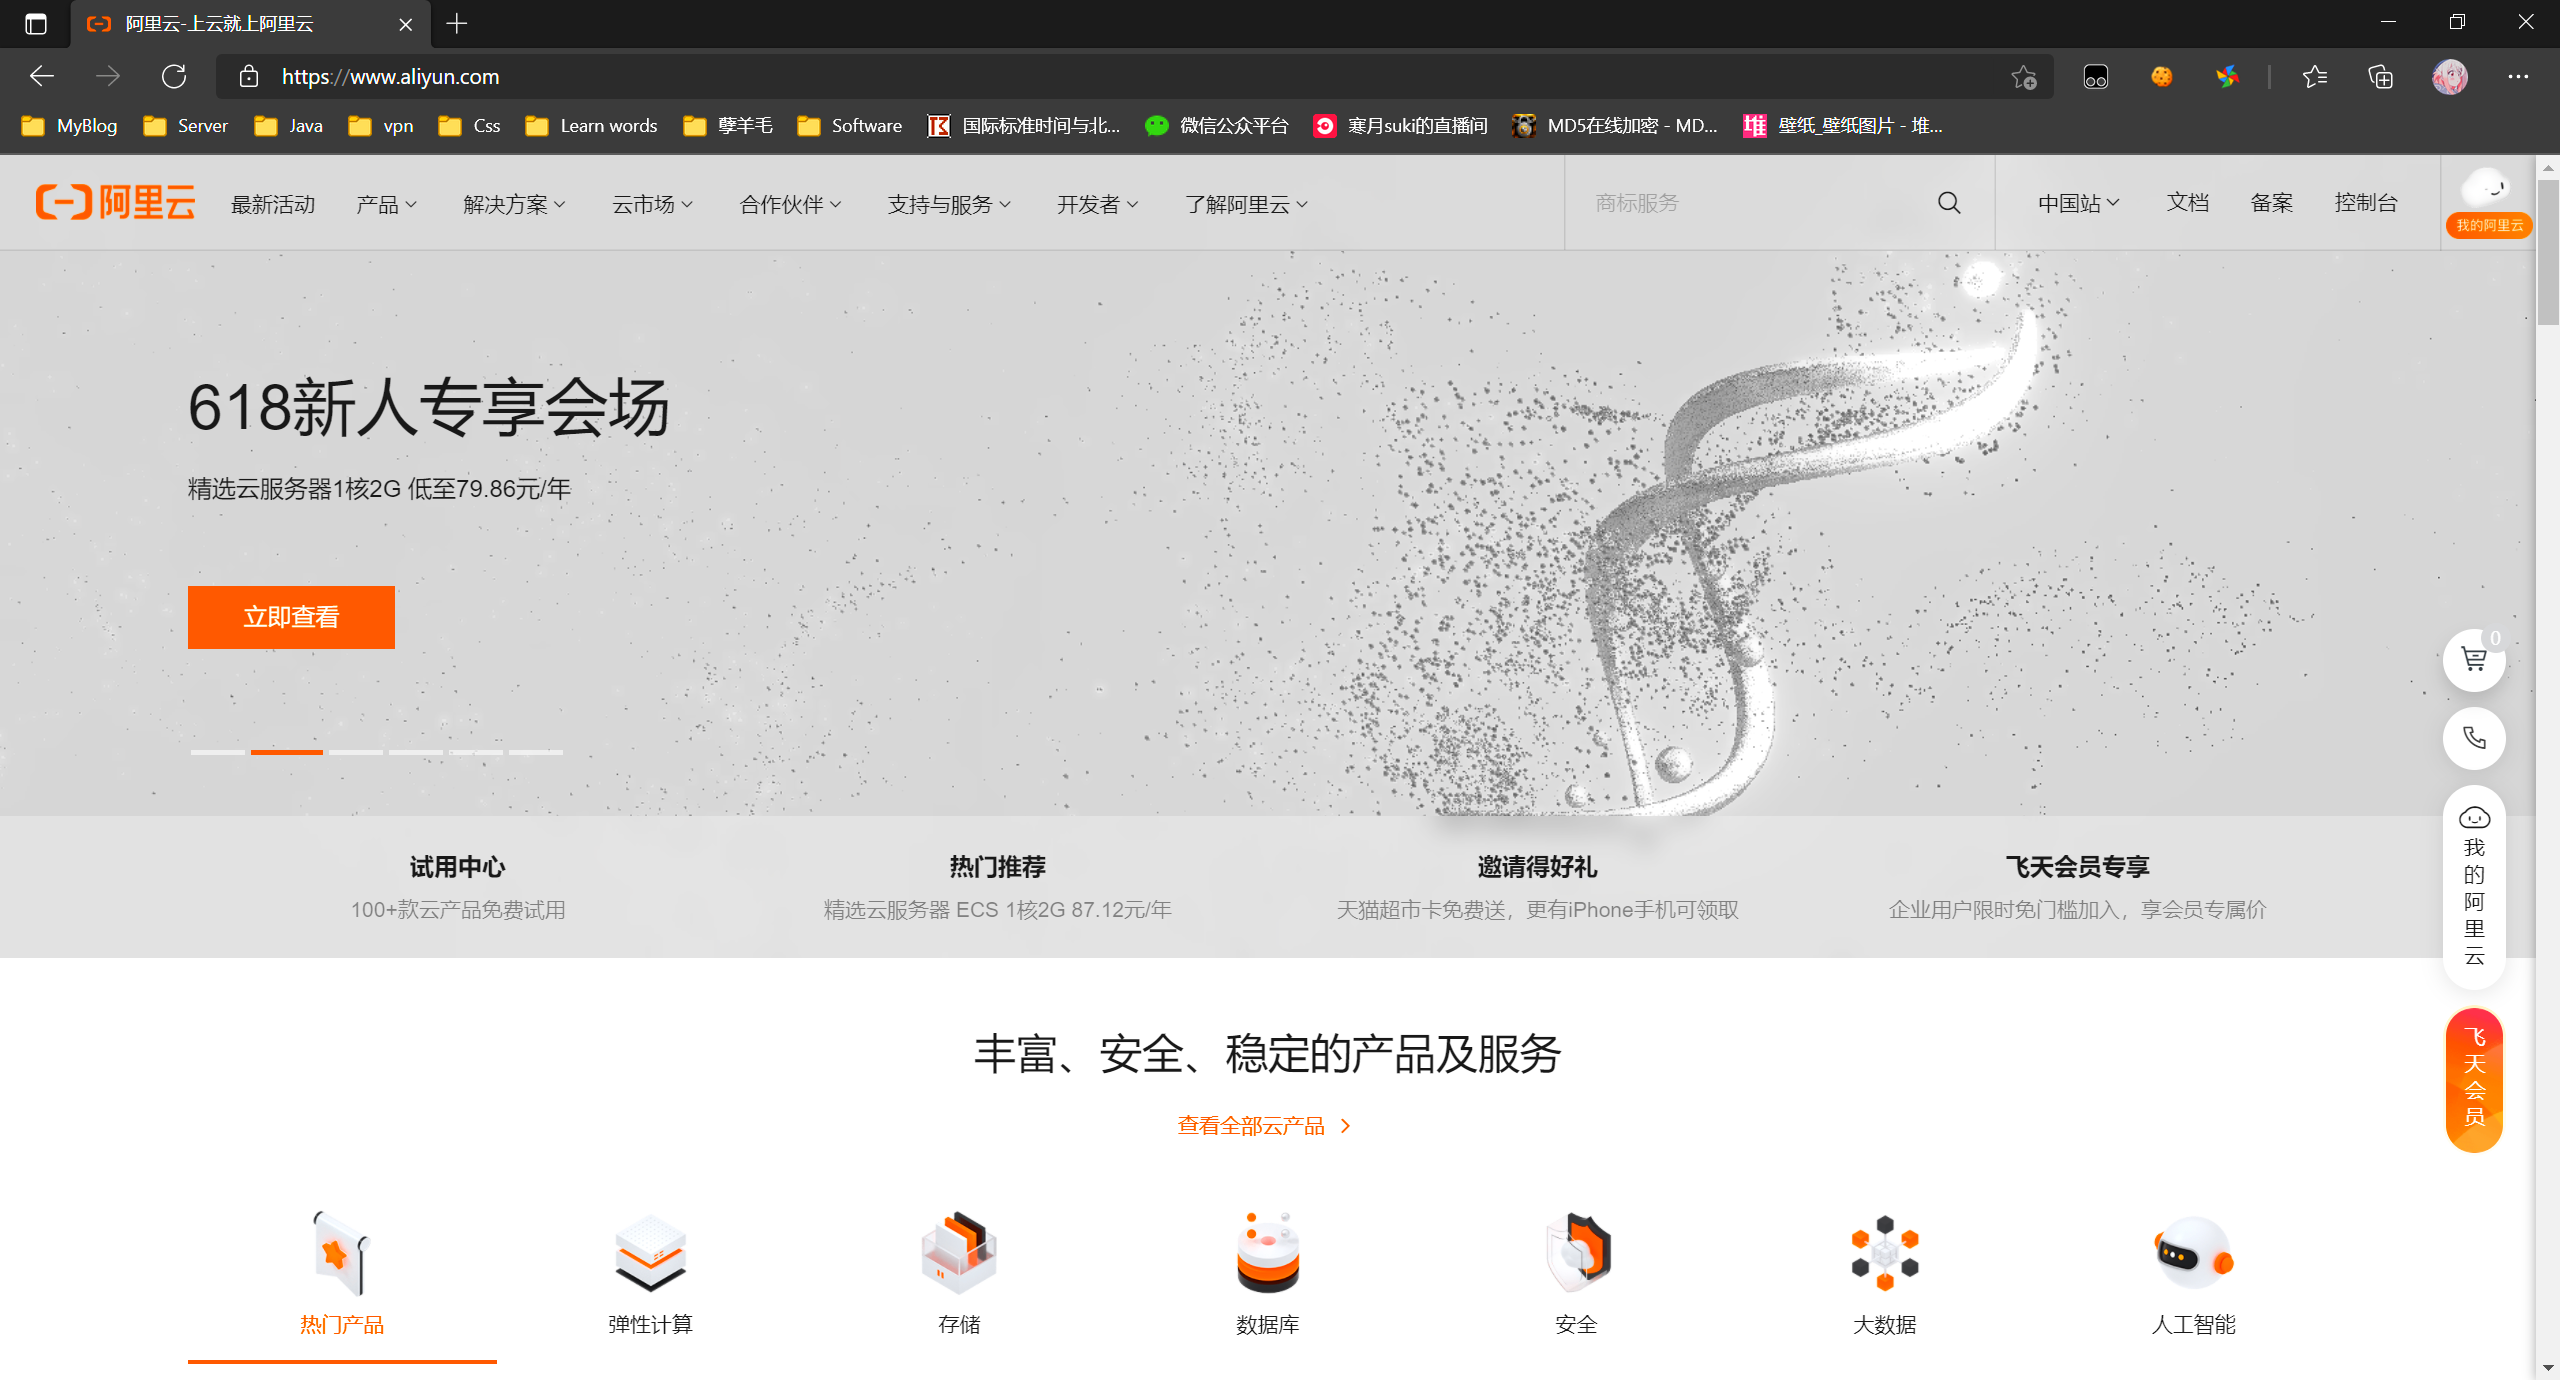 阿里云-上云就上阿里云
https://www.aliyun.com
MyBlog Server Java vpn Css Learn words 孽羊毛 Software 国际标准时间与北... 微信公众平台 寒月suki的直播间 MD5在线加密 - MD... 壁纸_壁纸图片 - 堆...
阿里云 最新活动 产品 解决方案 云市场 合作伙伴 支持与服务 开发者 了解阿里云 商标服务 中国站 文档 备案 控制台
我的阿里云
618新人专享会场
精选云服务器1核2G 低至79.86元/年
立即查看
0
我的阿里云
试用中心 热门推荐 邀请得好礼 飞天会员专享
100+款云产品免费试用 精选云服务器 ECS 1核2G 87.12元/年 天猫超市卡免费送，更有iPhone手机可领取 企业用户限时免门槛加入，享会员专属价
飞天会员
丰富、安全、稳定的产品及服务
查看全部云产品
热门产品 弹性计算 存储 数据库 安全 大数据 人工智能